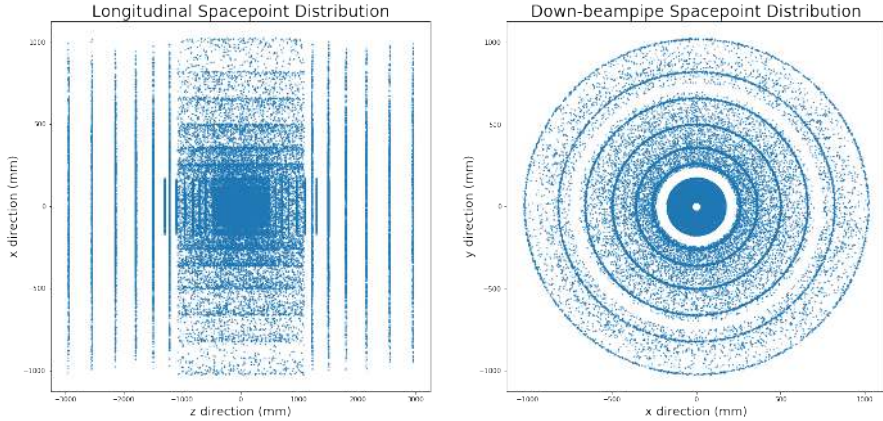 Longitudinal Spacepoint Distribution
1000
500
0
−500
−1000
x direction (mm)
−3000 −2000 −1000 0 1000 2000 3000
z direction (mm)
Down-beampipe Spacepoint Distribution
1000
500
0
−500
−1000
y direction (mm)
−1000 −500 0 500 1000
x direction (mm)